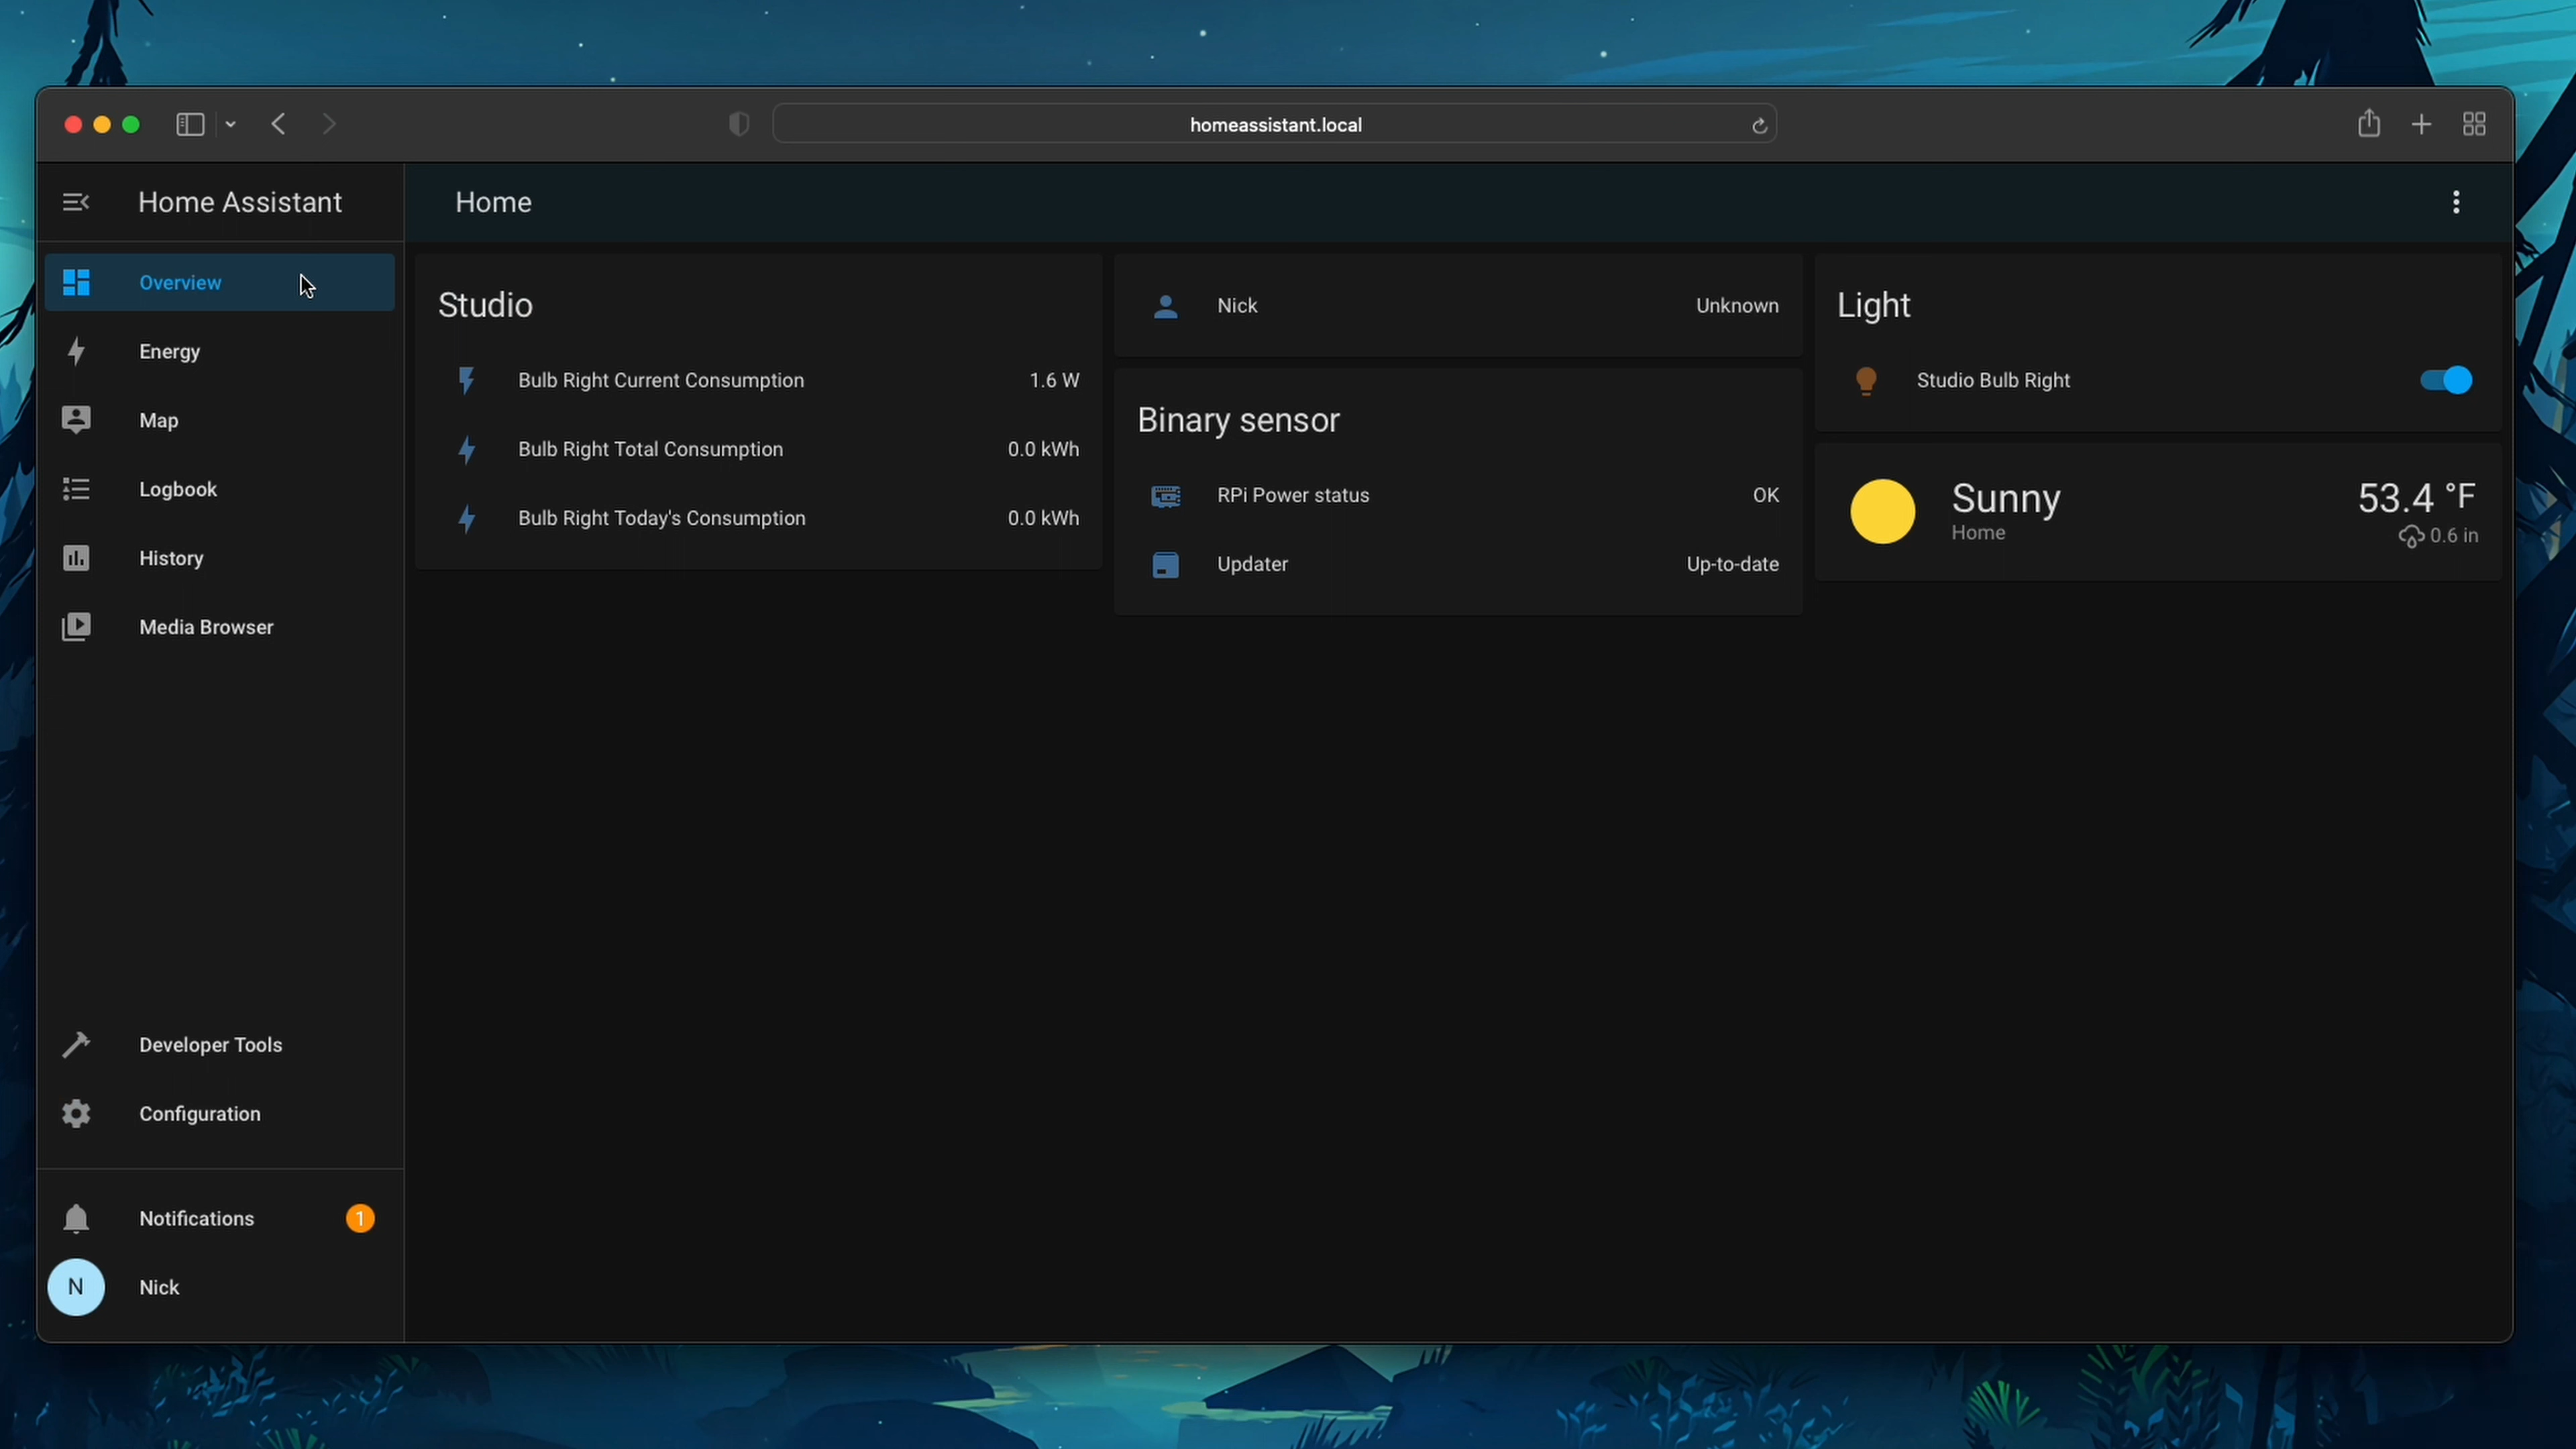 homeassistant.local
Home Assistant
Home
Overview
Energy
Map
Logbook
History
Media Browser
Developer Tools
Configuration
Notifications 1
N Nick
Studio
Bulb Right Current Consumption 1.6 W
Bulb Right Total Consumption 0.0 kWh
Bulb Right Today's Consumption 0.0 kWh
Nick Unknown
Binary sensor
RPi Power status OK
Updater Up-to-date
Light
Studio Bulb Right
Sunny 53.4 °F
Home 0.6 in